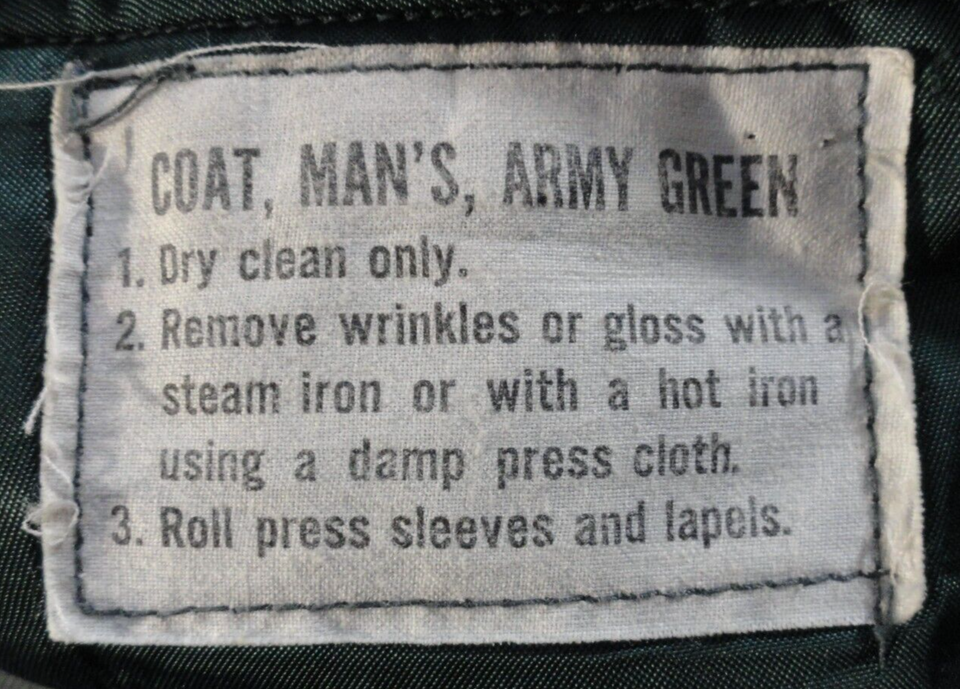 COAT, MAN'S, ARMY GREEN
1. Dry clean only.
2. Remove wrinkles or gloss with a
steam iron or with a hot iron
using a damp press cloth.
3. Roll press sleeves and lapels.